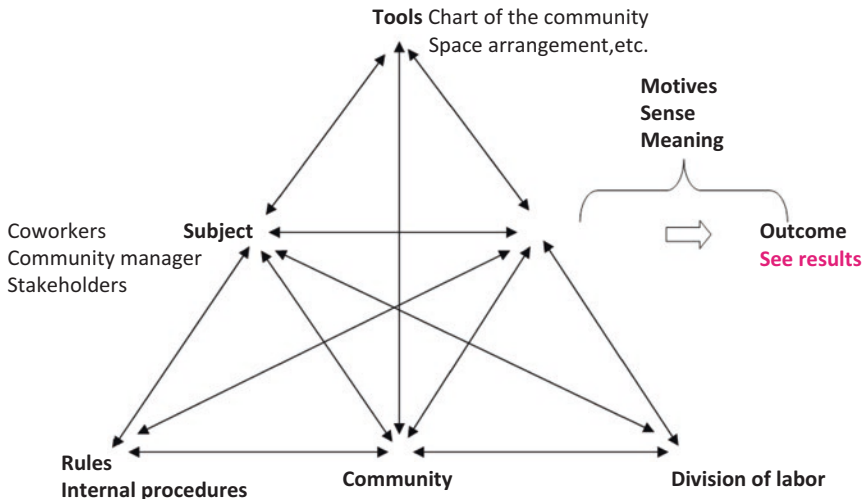 Tools Chart of the community
Space arrangement,etc.
Motives
Sense
Meaning
Coworkers
Community manager
Stakeholders
Subject
Outcome
See results
Rules
Internal procedures
Community
Division of labor